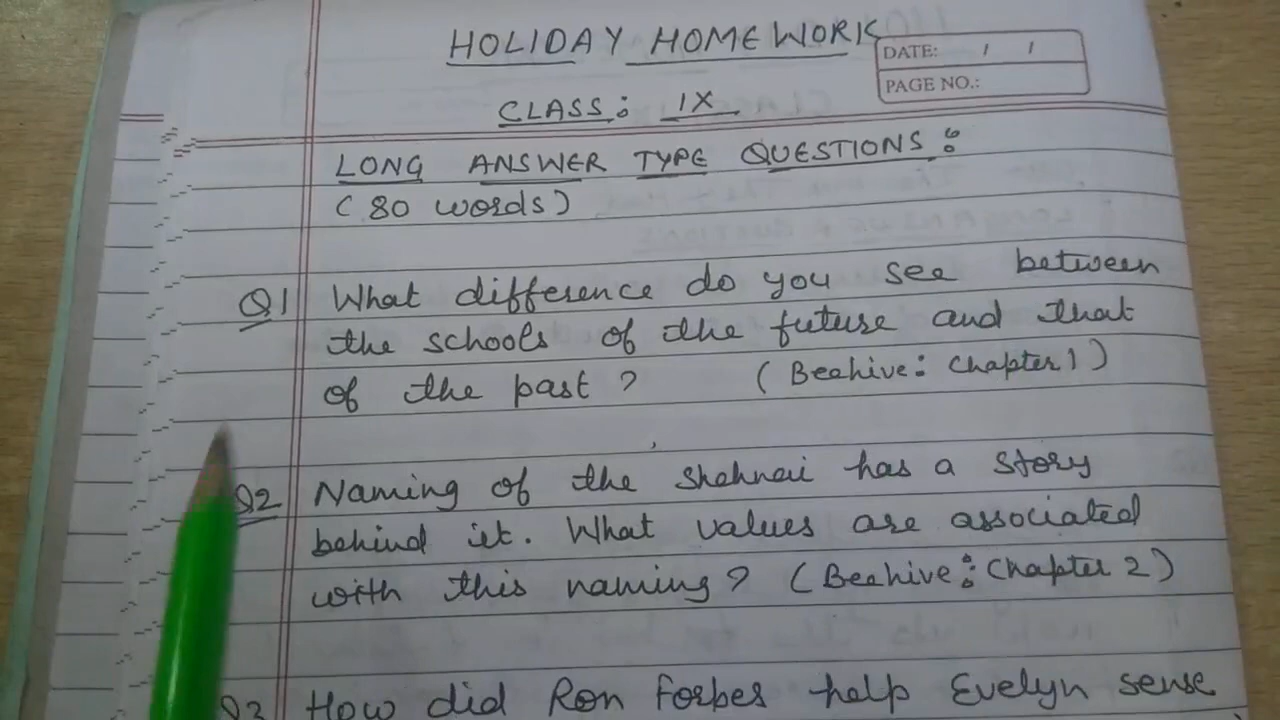 HOLIDAY HOMEWORK
DATE: / /
PAGE NO.:
CLASS: IX
LONG ANSWER TYPE QUESTIONS:
(80 words)
Q1 What difference do you see between
the schools of the future and that
of the past? (Beehive: Chapter 1)
Q2 Naming of the Shehnai has a story
behind it. What values are associated
with this naming? (Beehive: Chapter 2)
Q3 How did Ron Forbes help Evelyn sense